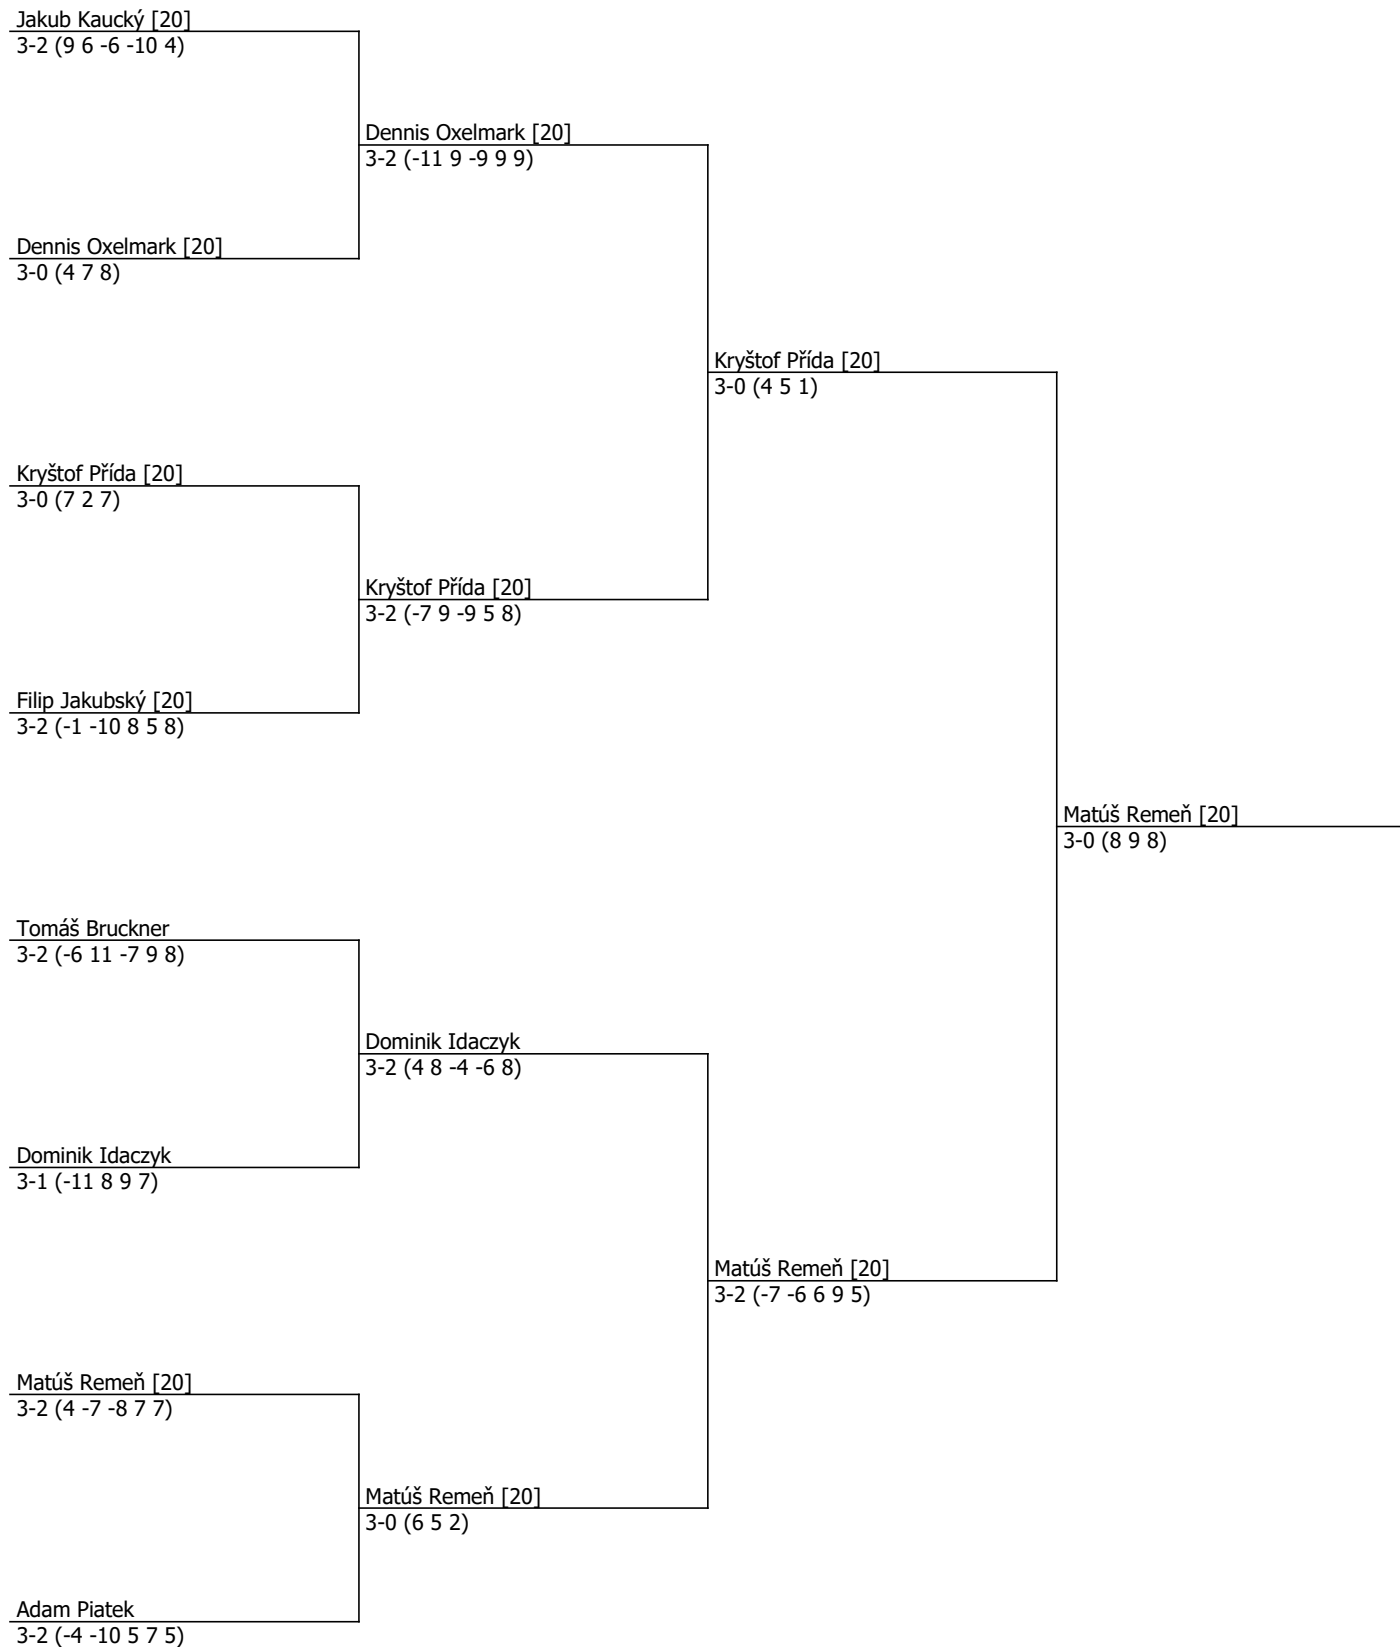 Jakub Kaucký [20]
3-2 (9 6 -6 -10 4)
Dennis Oxelmark [20]
3-2 (-11 9 -9 9 9)
Dennis Oxelmark [20]
3-0 (4 7 8)
Kryštof Přída [20]
3-0 (4 5 1)
Kryštof Přída [20]
3-0 (7 2 7)
Kryštof Přída [20]
3-2 (-7 9 -9 5 8)
Filip Jakubský [20]
3-2 (-1 -10 8 5 8)
Matúš Remeň [20]
3-0 (8 9 8)
Tomáš Bruckner
3-2 (-6 11 -7 9 8)
Dominik Idaczyk
3-2 (4 8 -4 -6 8)
Dominik Idaczyk
3-1 (-11 8 9 7)
Matúš Remeň [20]
3-2 (-7 -6 6 9 5)
Matúš Remeň [20]
3-2 (4 -7 -8 7 7)
Matúš Remeň [20]
3-0 (6 5 2)
Adam Piatek
3-2 (-4 -10 5 7 5)